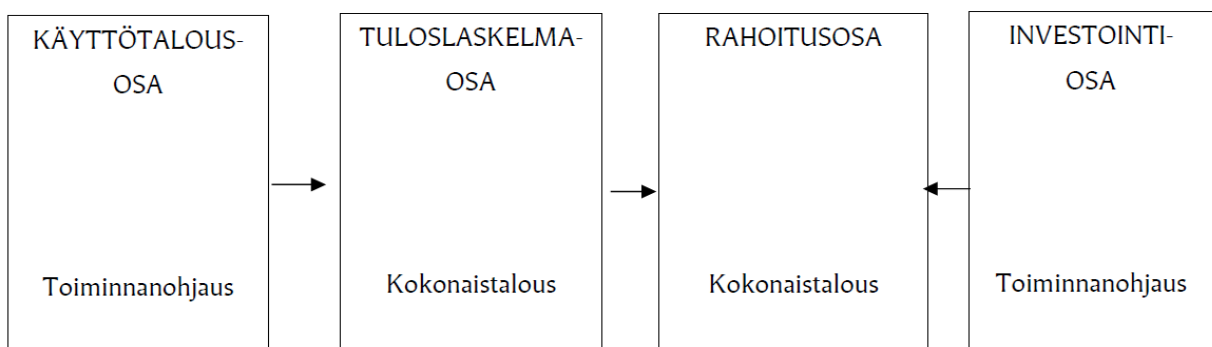 KÄYTTÖTALOUS-
OSA
Toiminnanohjaus
TULOSLASKELMA-
OSA
Kokonaistalous
RAHOITUSOSA
Kokonaistalous
INVESTOINTI-
OSA
Toiminnanohjaus